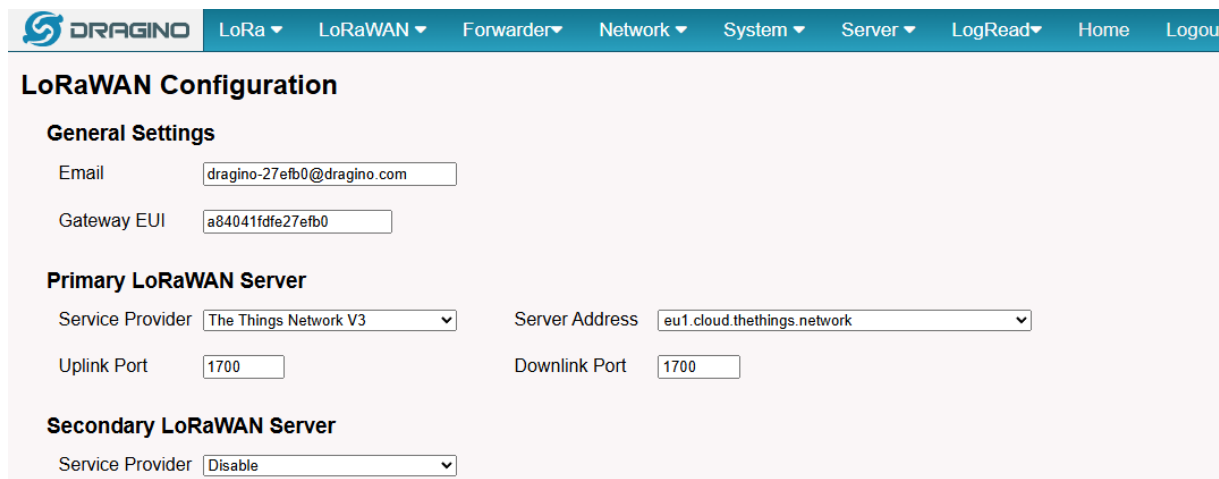 DRAGINO LoRa LoRaWAN Forwarder Network System Server LogRead Home Logou
LoRaWAN Configuration
General Settings
Email dragino-27efb0@dragino.com
Gateway EUI a84041fdfe27efb0
Primary LoRaWAN Server
Service Provider The Things Network V3 Server Address eu1.cloud.thethings.network
Uplink Port 1700 Downlink Port 1700
Secondary LoRaWAN Server
Service Provider Disable